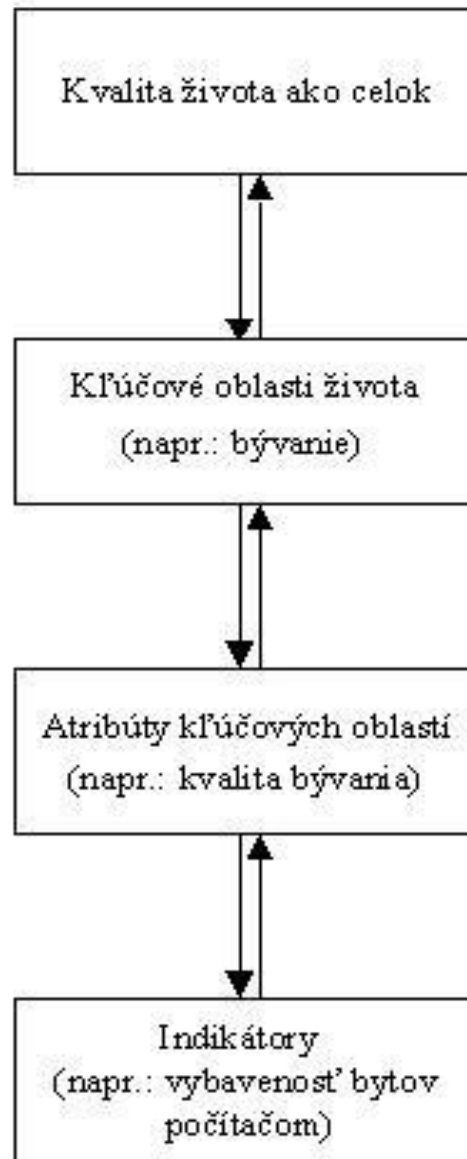 Kvalita života ako celok
Kľúčové oblasti života
(napr.: bývanie)
Atribúty kľúčových oblastí
(napr.: kvalita bývania)
Indikátory
(napr.: vybavenosť bytov
počítačom)